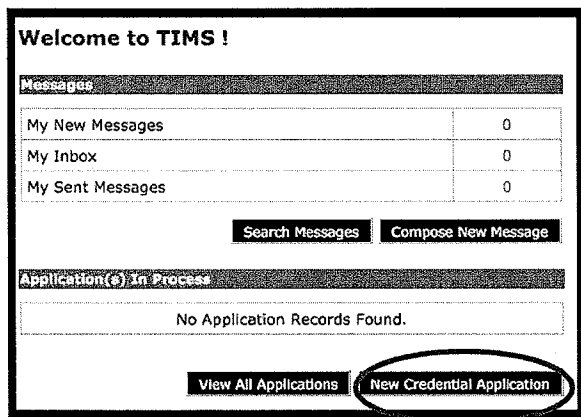 Welcome to TIMS !
Messages
My New Messages 0
My Inbox 0
My Sent Messages 0
Search Messages Compose New Message
Application(s) In Process
No Application Records Found.
View All Applications New Credential Application